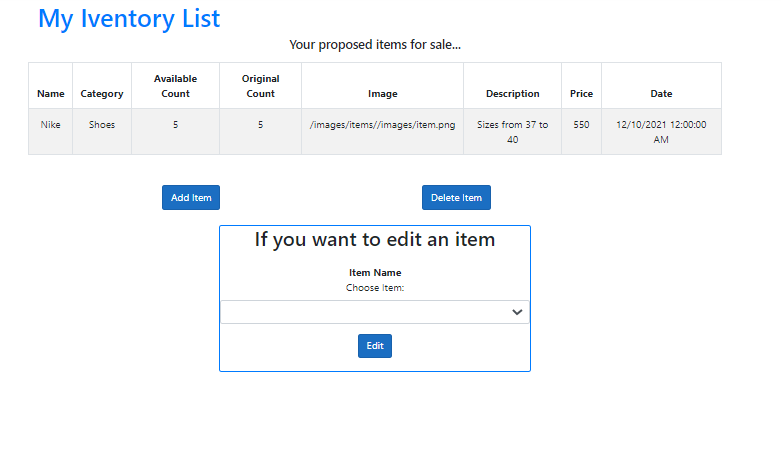 My Iventory List
Your proposed items for sale...
Name Category Available Count Original Count Image Description Price Date
Nike Shoes 5 5 /images/items//images/item.png Sizes from 37 to 40 550 12/10/2021 12:00:00 AM
Add Item Delete Item
If you want to edit an item
Item Name
Choose Item:
Edit